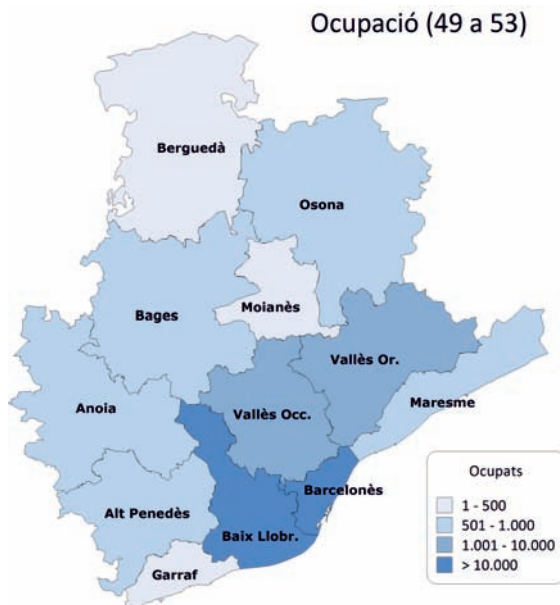 Ocupació (49 a 53)
Berguedà
Osona
Bages
Moianès
Vallès Or.
Anoia
Vallès Occ.
Maresme
Alt Penedès
Barcelonès
Baix Llobr.
Garraf
Ocupats
1 - 500
501 - 1.000
1.001 - 10.000
> 10.000